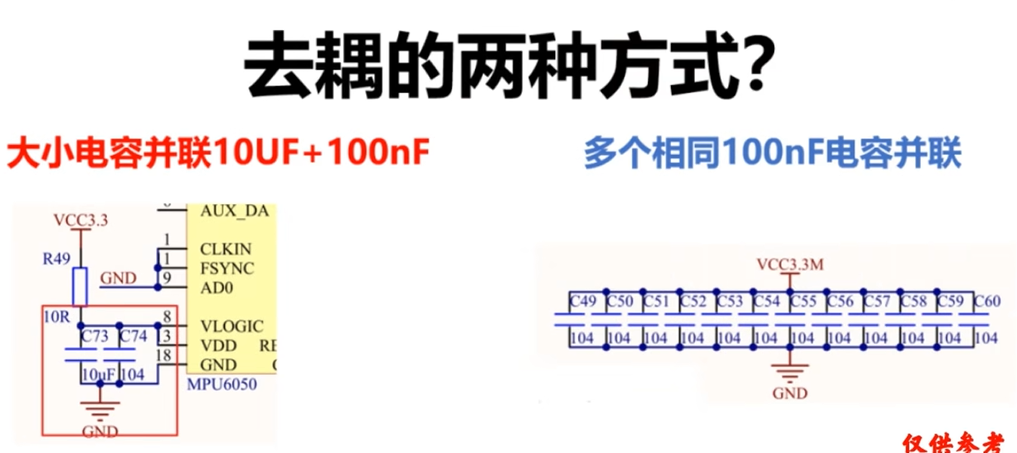 去耦的两种方式?
大小电容并联10UF+100nF
多个相同100nF电容并联
VCC3.3
R49
10R
GND
C73 C74
10uF 104
GND
1
1
9
8
13
18
AUX_DA
CLKIN
FSYNC
AD0
VLOGIC
VDD RE
GND
MPU6050
VCC3.3M
C49 C50 C51 C52 C53 C54 C55 C56 C57 C58 C59 C60
104 104 104 104 104 104 104 104 104 104 104 104
GND
仅供参考